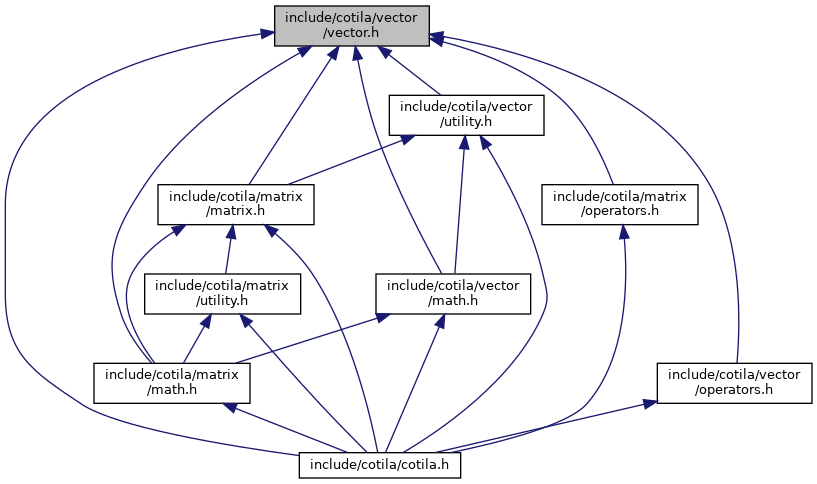 include/cotila/vector
/vector.h
include/cotila/vector
/utility.h
include/cotila/matrix
/matrix.h
include/cotila/matrix
/operators.h
include/cotila/matrix
/utility.h
include/cotila/vector
/math.h
include/cotila/matrix
/math.h
include/cotila/vector
/operators.h
include/cotila/cotila.h